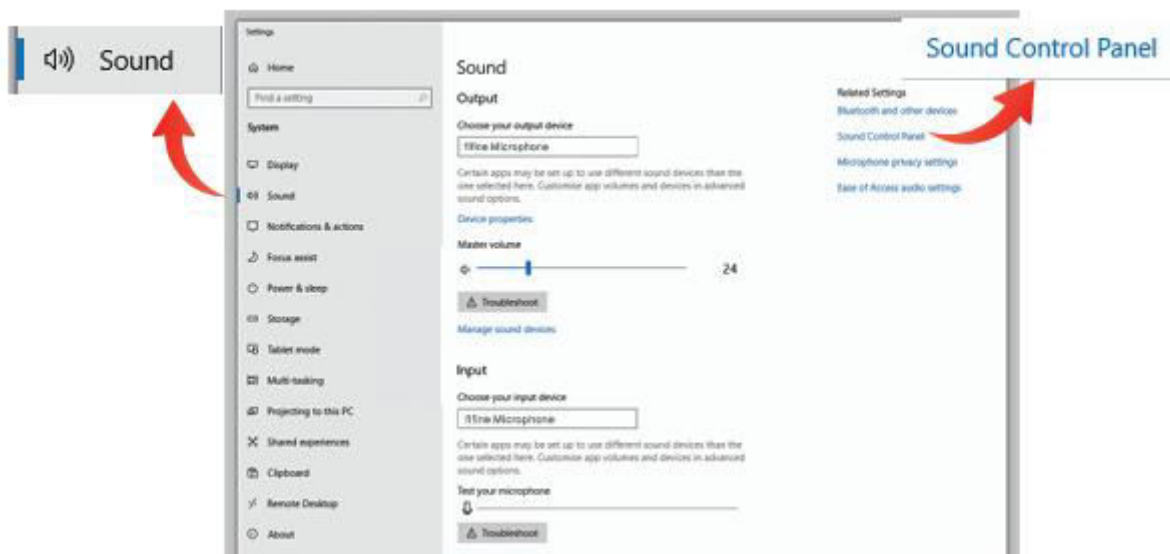 Sound
Sound Control Panel
Settings
Home
Find a setting
System
Display
Sound
Notifications & actions
Focus assist
Power & sleep
Storage
Tablet mode
Multi-tasking
Projecting to this PC
Shared experiences
Clipboard
Remote Desktop
About
Sound
Output
Choose your output device
fifine Microphone
Certain apps may be set up to use different sound devices than the
one selected here. Customise app volumes and devices in advanced
sound options.
Device properties
Master volume
24
Troubleshoot
Manage sound devices
Input
Choose your input device
fifine Microphone
Certain apps may be set up to use different sound devices than the
one selected here. Customise app volumes and devices in advanced
sound options.
Test your microphone
Troubleshoot
Related Settings
Bluetooth and other devices
Sound Control Panel
Microphone privacy settings
Ease of Access audio settings